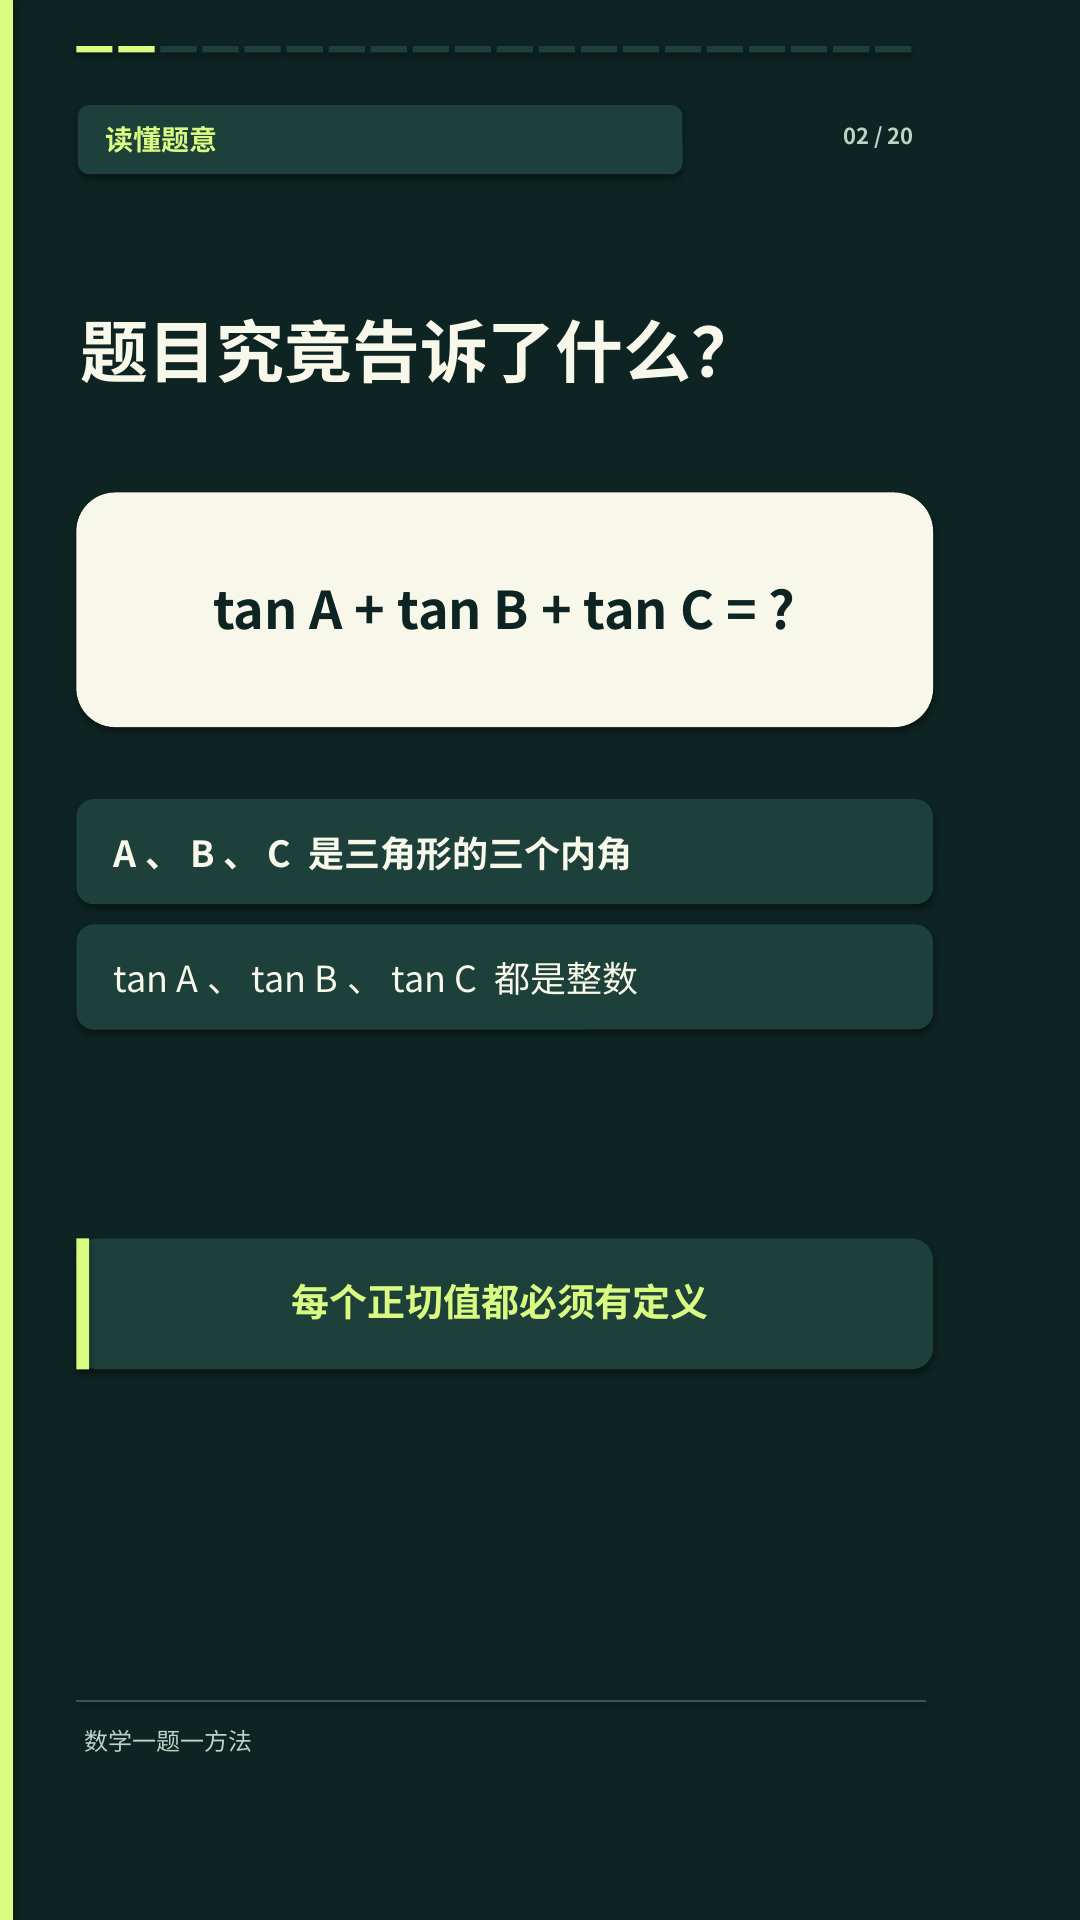 读懂题意
02 / 20
题目究竟告诉了什么？
tan A + tan B + tan C = ?
A 、 B 、 C 是三角形的三个内角
tan A 、 tan B 、 tan C 都是整数
每个正切值都必须有定义
数学一题一方法